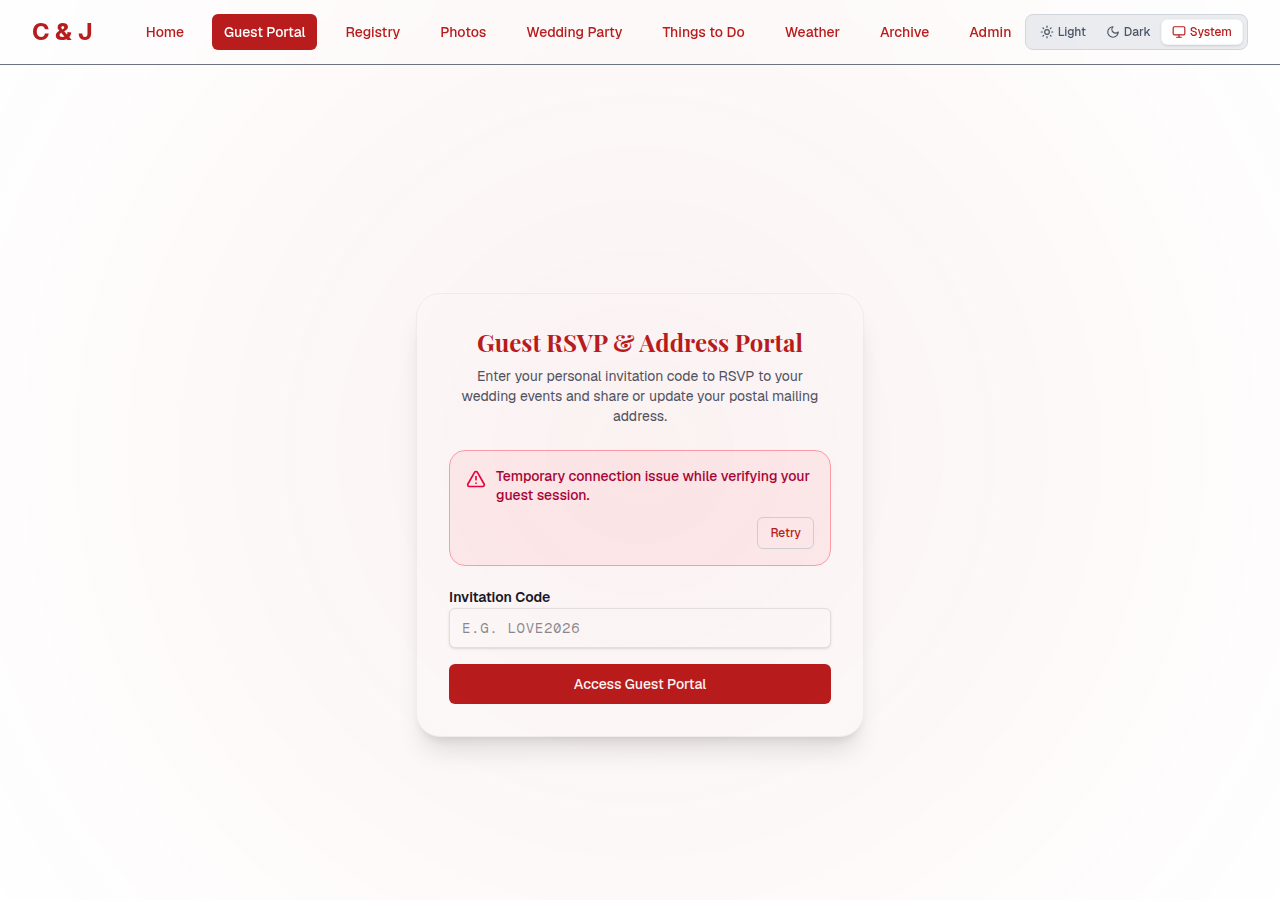 C & J Home Guest Portal Registry Photos Wedding Party Things to Do Weather Archive Admin Light Dark System
Guest RSVP & Address Portal
Enter your personal invitation code to RSVP to your
wedding events and share or update your postal mailing
address.
Temporary connection issue while verifying your
guest session.
Retry
Invitation Code
E.G. LOVE2026
Access Guest Portal